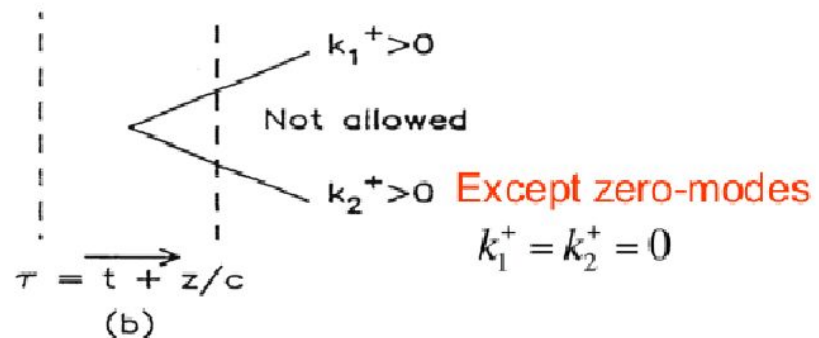 k₁⁺>0
Not allowed
k₂⁺>0 Except zero-modes
k₁⁺ = k₂⁺ = 0
τ = t + z/c
(b)